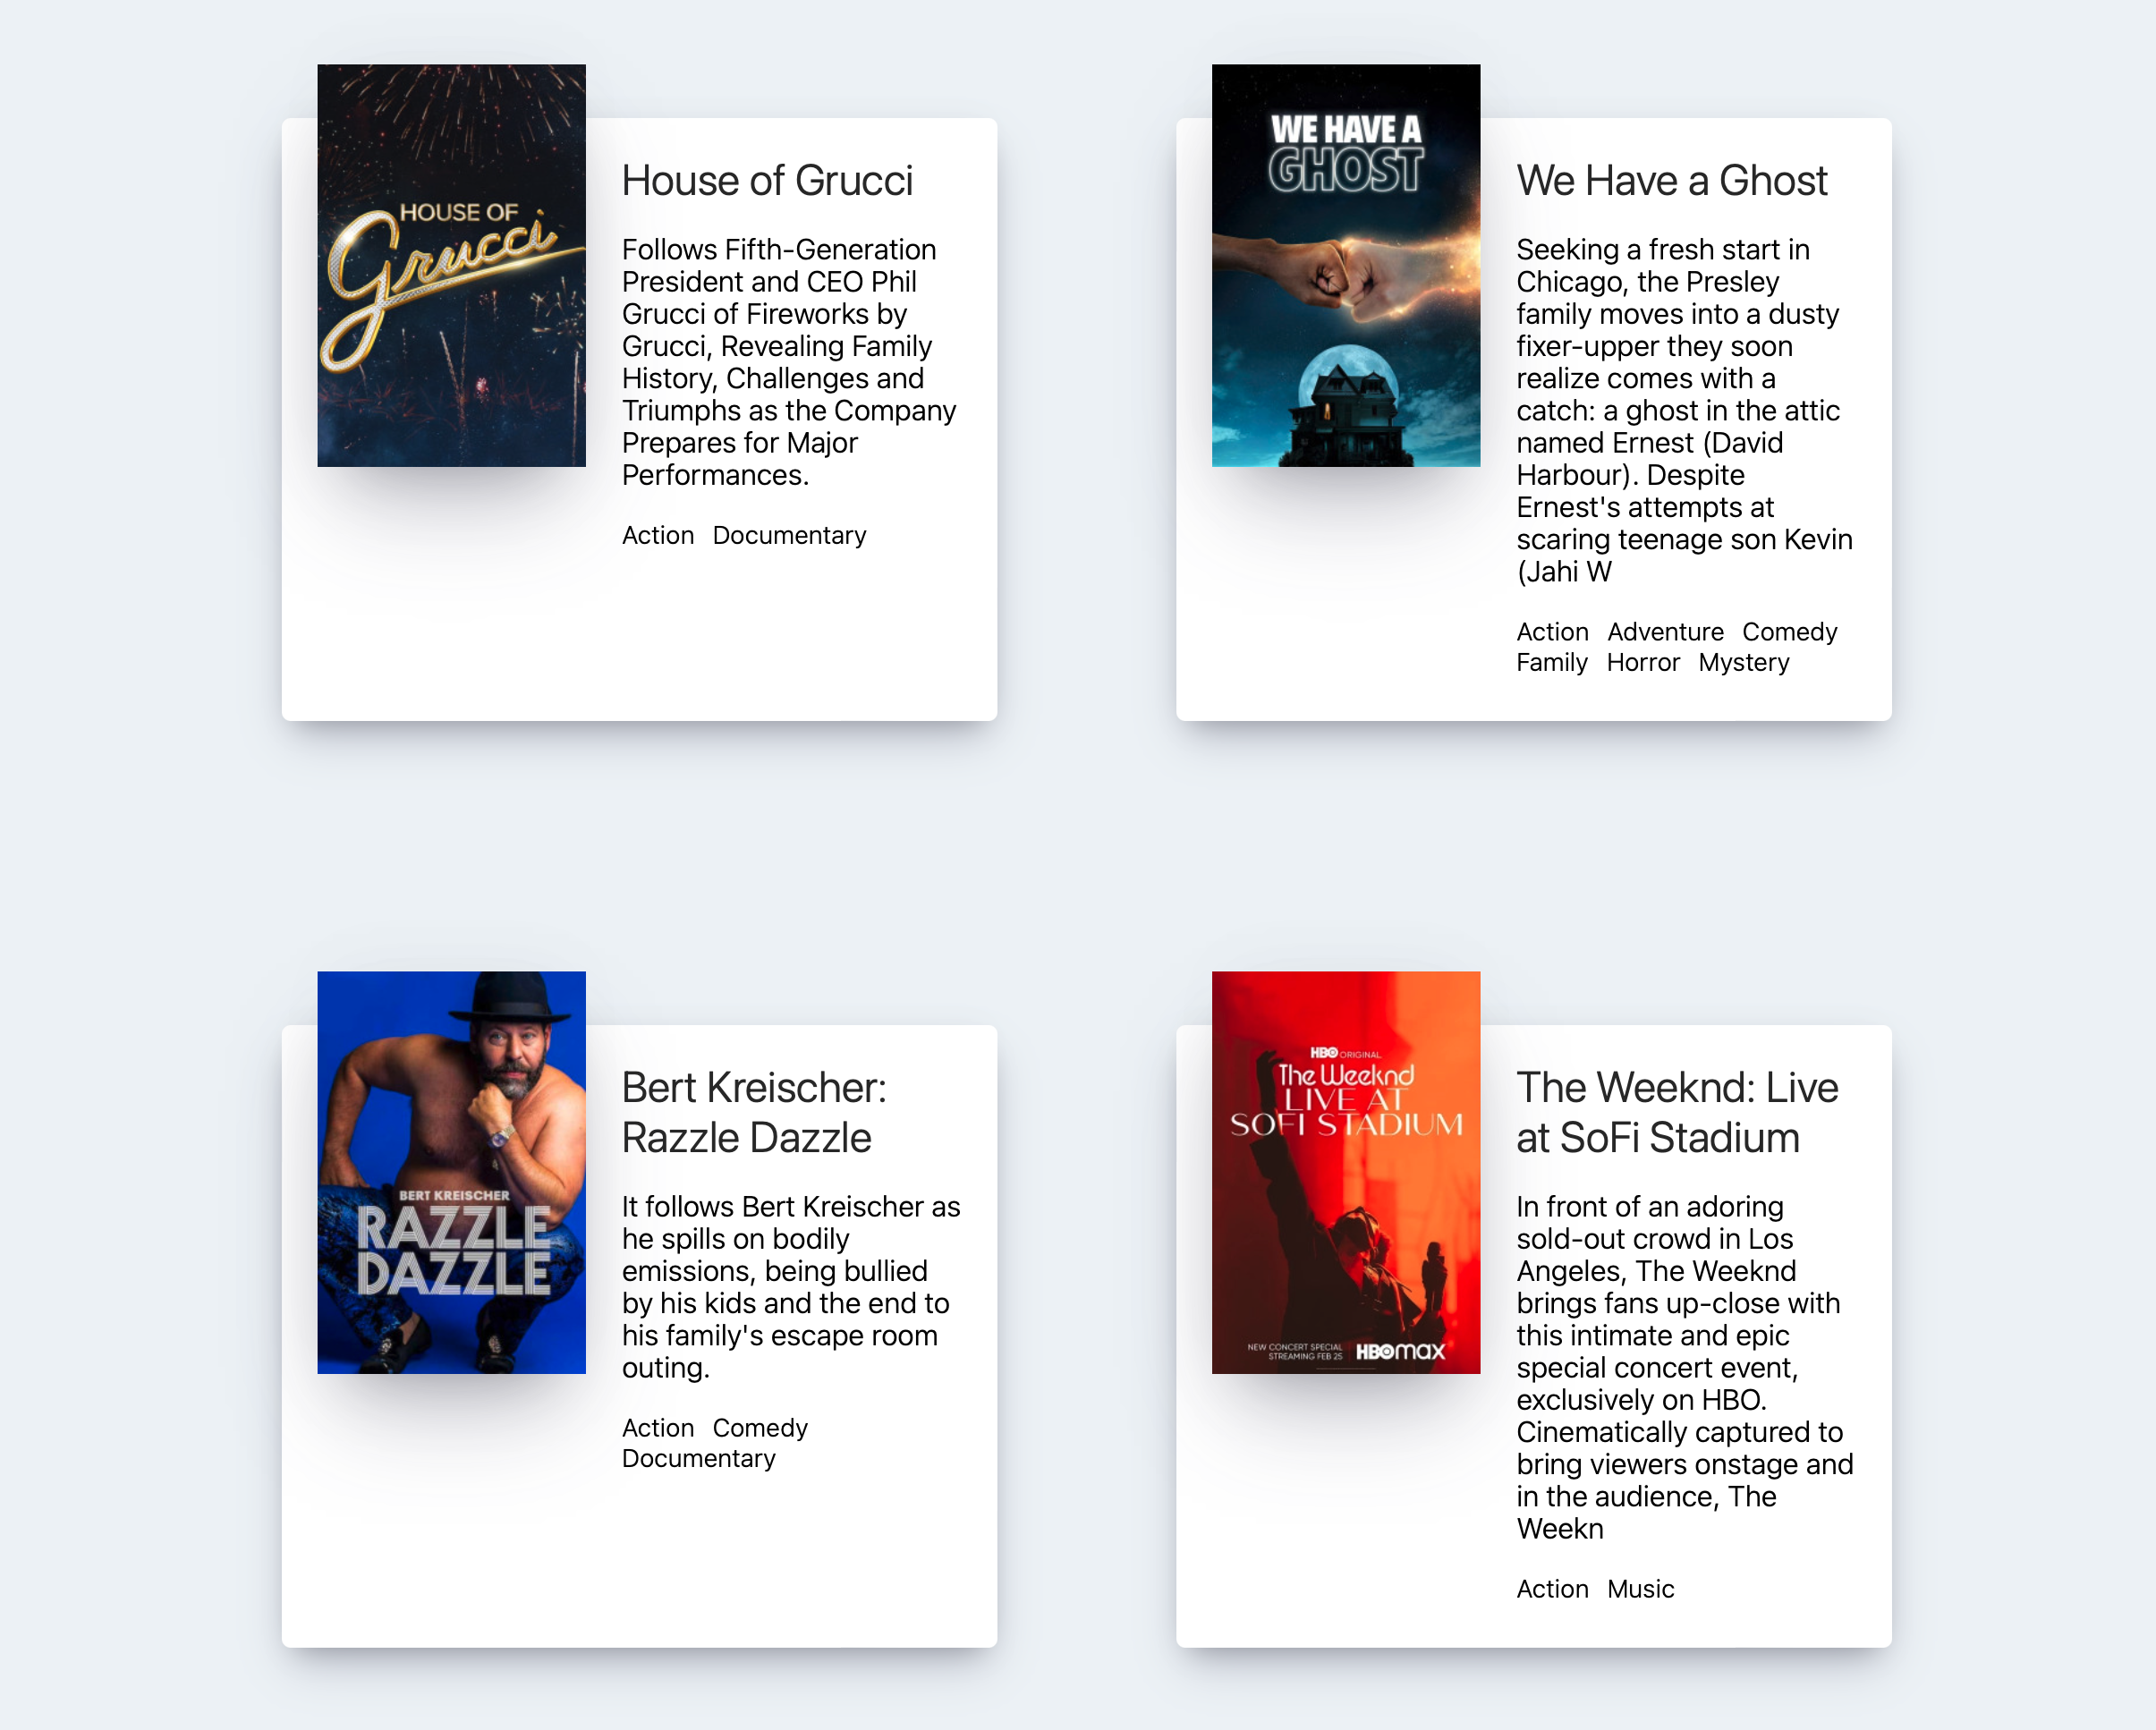 HOUSE OF
Grucci
House of Grucci
Follows Fifth-Generation
President and CEO Phil
Grucci of Fireworks by
Grucci, Revealing Family
History, Challenges and
Triumphs as the Company
Prepares for Major
Performances.
Action Documentary
WE HAVE A
GHOST
We Have a Ghost
Seeking a fresh start in
Chicago, the Presley
family moves into a dusty
fixer-upper they soon
realize comes with a
catch: a ghost in the attic
named Ernest (David
Harbour). Despite
Ernest's attempts at
scaring teenage son Kevin
(Jahi W
Action Adventure Comedy
Family Horror Mystery
BERT KREISCHER
RAZZLE
DAZZLE
Bert Kreischer:
Razzle Dazzle
It follows Bert Kreischer as
he spills on bodily
emissions, being bullied
by his kids and the end to
his family's escape room
outing.
Action Comedy
Documentary
HBO ORIGINAL
The Weeknd
LIVE AT
SOFI STADIUM
NEW CONCERT SPECIAL
STREAMING FEB 25
HBOmax
The Weeknd: Live
at SoFi Stadium
In front of an adoring
sold-out crowd in Los
Angeles, The Weeknd
brings fans up-close with
this intimate and epic
special concert event,
exclusively on HBO.
Cinematically captured to
bring viewers onstage and
in the audience, The
Weekn
Action Music